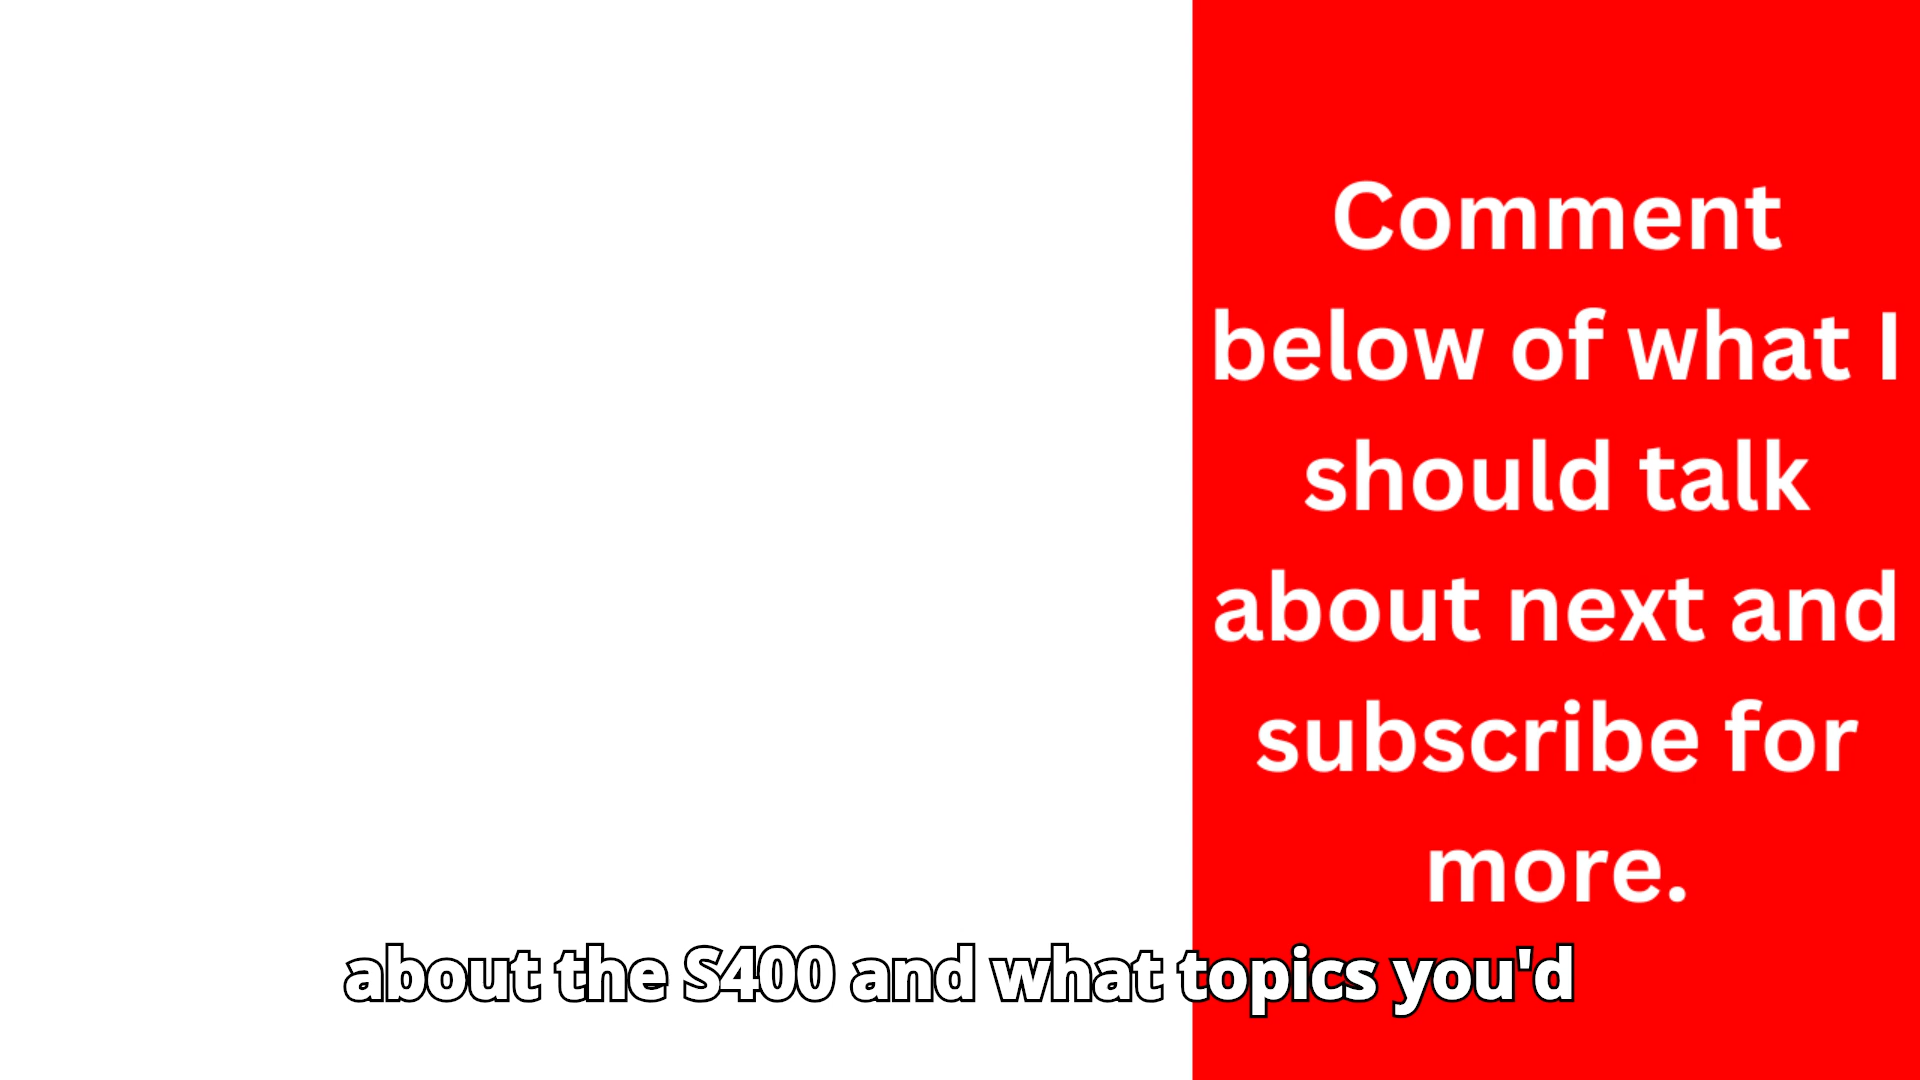 Comment
below of what I
should talk
about next and
subscribe for
more.
about the S400 and what topics you'd